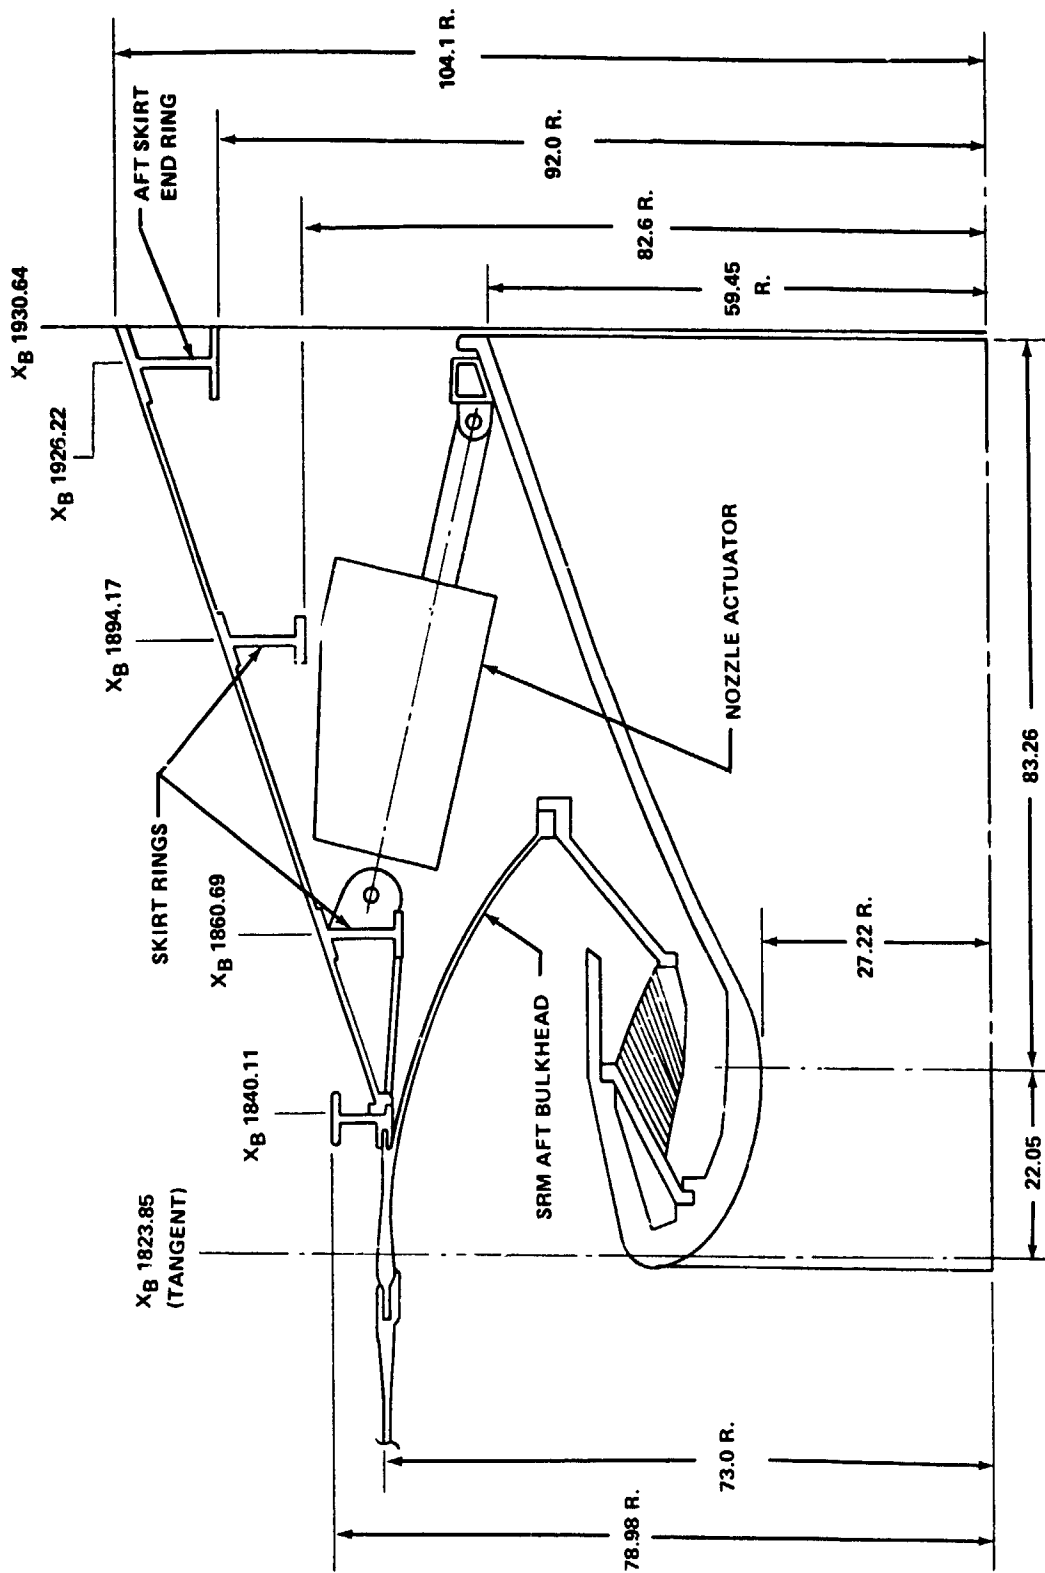 X_B 1930.64
X_B 1926.22
X_B 1894.17
SKIRT RINGS
X_B 1860.69
X_B 1840.11
X_B 1823.85
(TANGENT)
AFT SKIRT
END RING
104.1 R.
92.0 R.
82.6 R.
59.45
R.
NOZZLE ACTUATOR
SRM AFT BULKHEAD
27.22 R.
83.26
22.05
73.0 R.
78.98 R.